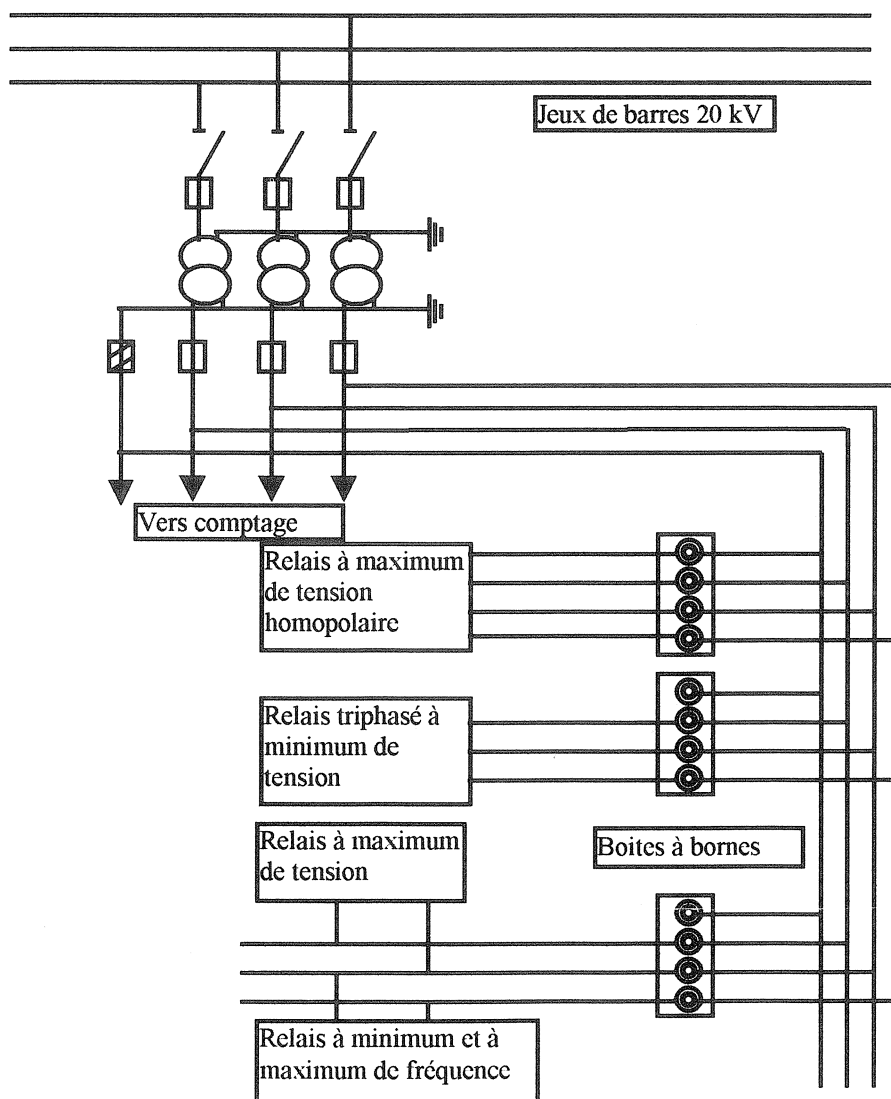 Jeux de barres 20 kV
Vers comptage
Relais à maximum
de tension
homopolaire
Relais triphasé à
minimum de
tension
Relais à maximum
de tension
Boites à bornes
Relais à minimum et à
maximum de fréquence